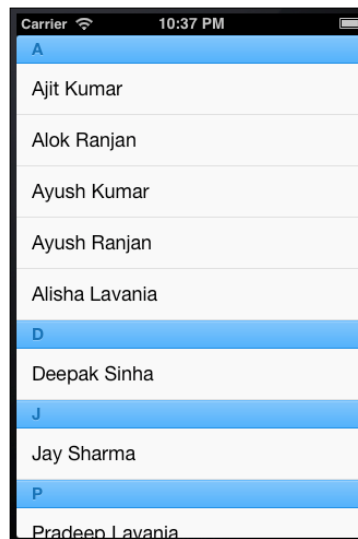 Carrier 10:37 PM
A
Ajit Kumar
Alok Ranjan
Ayush Kumar
Ayush Ranjan
Alisha Lavania
D
Deepak Sinha
J
Jay Sharma
P
Pradeep Lavania